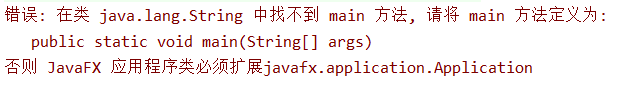 错误: 在类 java.lang.String 中找不到 main 方法, 请将 main 方法定义为:
public static void main(String[] args)
否则 JavaFX 应用程序类必须扩展javafx.application.Application